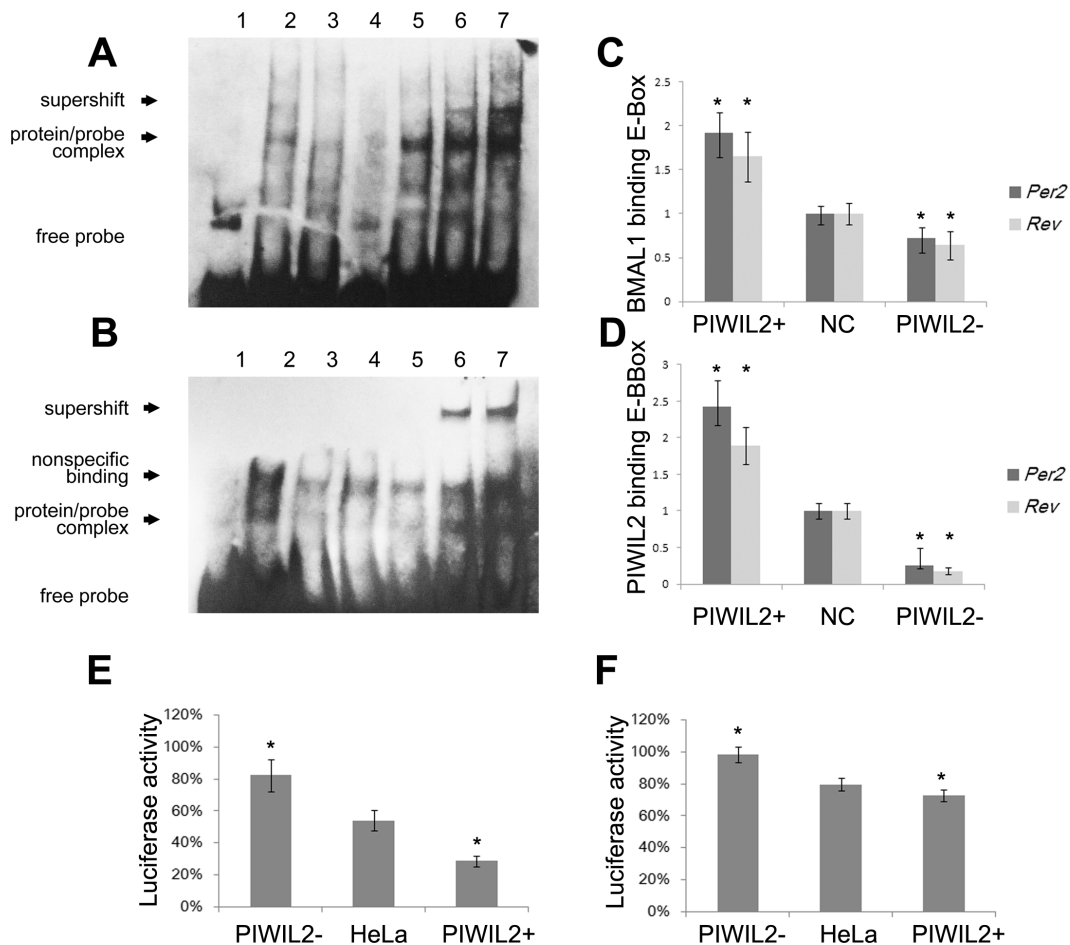 A
1 2 3 4 5 6 7
supershift
protein/probe
complex
free probe
B
1 2 3 4 5 6 7
supershift
nonspecific
binding
protein/probe
complex
free probe
C
BMAL1 binding E-Box
2.5
2
1.5
1
0.5
0
* * * *
PIWIL2+ NC PIWIL2-
Per2
Rev
D
PIWIL2 binding E-BBox
3
2.5
2
1.5
1
0.5
0
* * * *
PIWIL2+ NC PIWIL2-
Per2
Rev
E
Luciferase activity
120%
100%
80%
60%
40%
20%
0%
* *
PIWIL2- HeLa PIWIL2+
F
Luciferase activity
120%
100%
80%
60%
40%
20%
0%
* *
PIWIL2- HeLa PIWIL2+